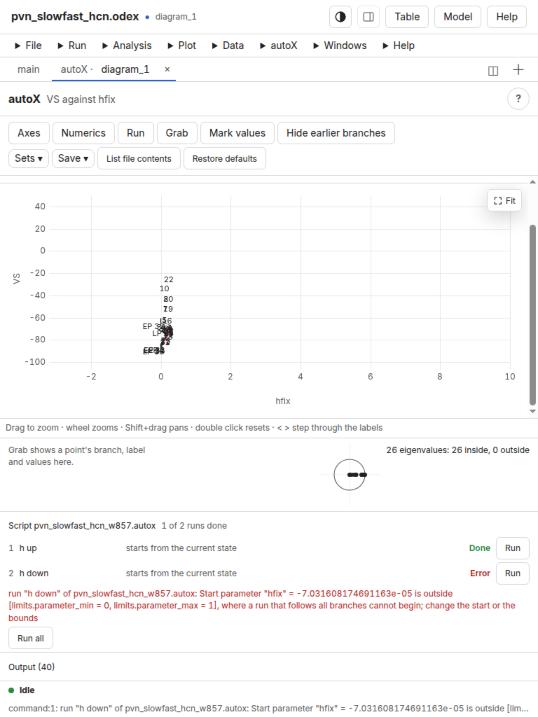 pvn_slowfast_hcn.odex • diagram_1
Table
Model
Help
▶ File ▶ Run ▶ Analysis ▶ Plot ▶ Data ▶ autoX ▶ Windows ▶ Help
main
autoX · diagram_1 ×
autoX VS against hfix
?
Axes
Numerics
Run
Grab
Mark values
Hide earlier branches
Sets ▾
Save ▾
List file contents
Restore defaults
Fit
40
20
0
-20
-40
-60
-80
-100
VS
22
10
-2 0 2 4 6 8 10
hfix
Drag to zoom · wheel zooms · Shift+drag pans · double click resets · < > step through the labels
Grab shows a point's branch, label
and values here.
26 eigenvalues: 26 inside, 0 outside
Script pvn_slowfast_hcn_w857.autox 1 of 2 runs done
1 h up starts from the current state Done Run
2 h down starts from the current state Error Run
run "h down" of pvn_slowfast_hcn_w857.autox: Start parameter "hfix" = -7.031608174691163e-05 is outside
[limits.parameter_min = 0, limits.parameter_max = 1], where a run that follows all branches cannot begin; change the start or the
bounds
Run all
Output (40)
Idle
command:1: run "h down" of pvn_slowfast_hcn_w857.autox: Start parameter "hfix" = -7.031608174691163e-05 is outside [lim...